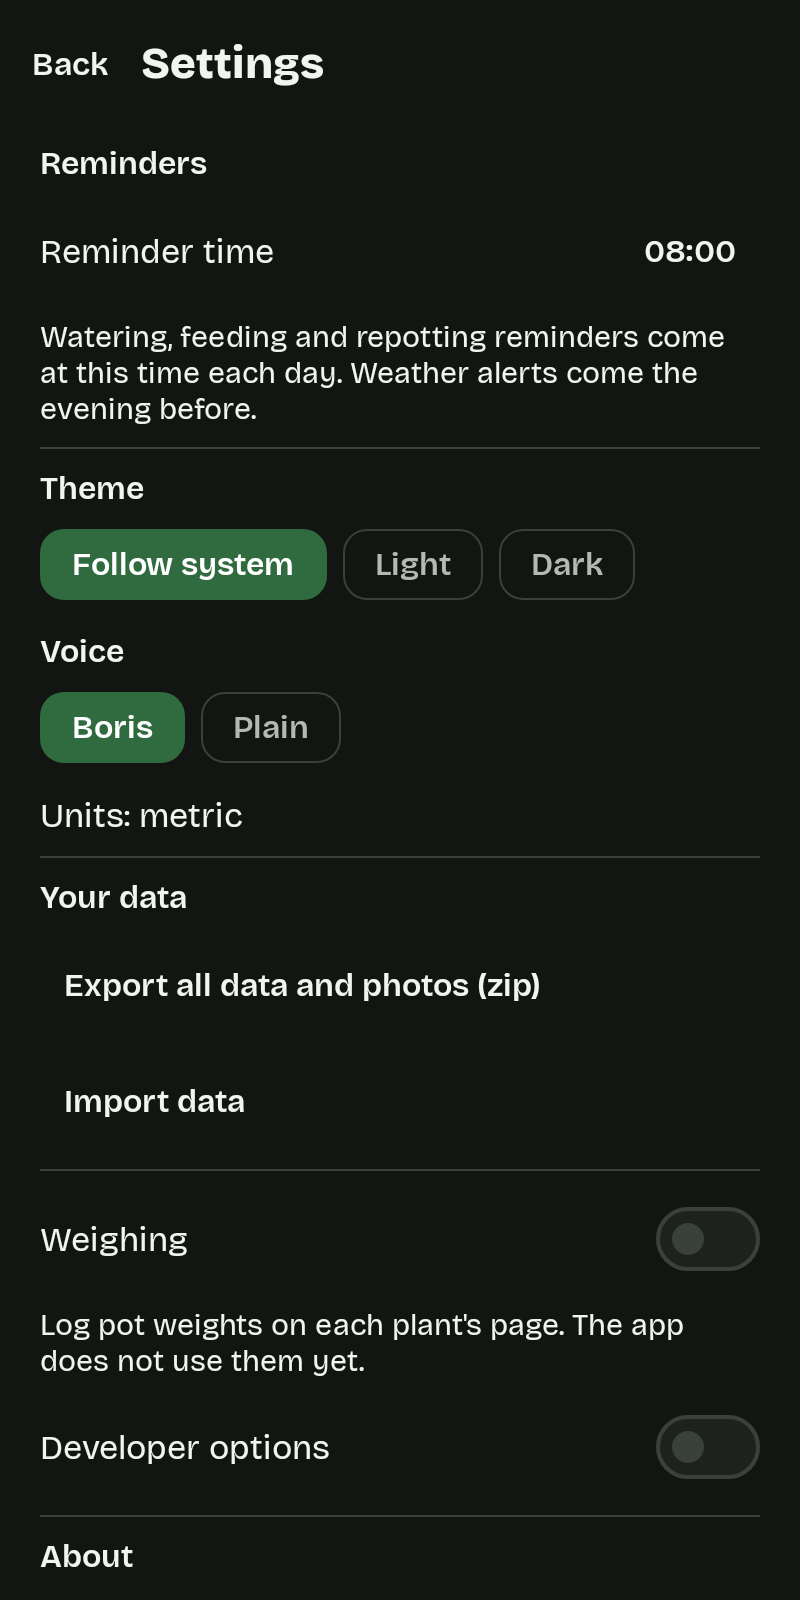 Back Settings
Reminders
Reminder time 08:00
Watering, feeding and repotting reminders come
at this time each day. Weather alerts come the
evening before.
Theme
Follow system Light Dark
Voice
Boris Plain
Units: metric
Your data
Export all data and photos (zip)
Import data
Weighing
Log pot weights on each plant's page. The app
does not use them yet.
Developer options
About